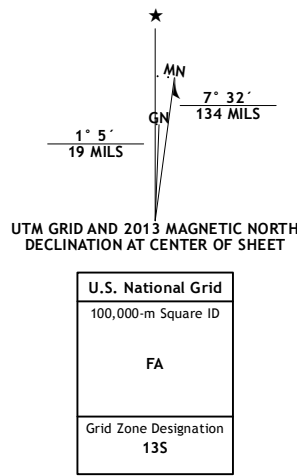 ★
MN
7° 32´
134 MILS
GN
1° 5´
19 MILS
UTM GRID AND 2013 MAGNETIC NORTH
DECLINATION AT CENTER OF SHEET
U.S. National Grid
100,000-m Square ID
FA
Grid Zone Designation
13S